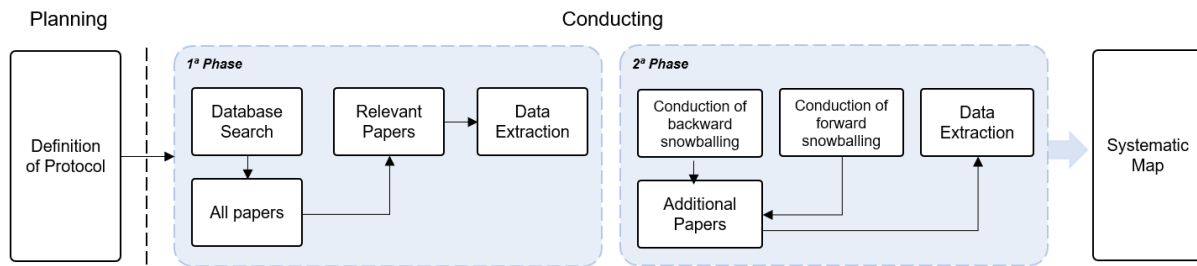 Planning
Conducting
Definition
of Protocol
1ª Phase
Database
Search
All papers
Relevant
Papers
Data
Extraction
2ª Phase
Conduction of
backward
snowballing
Conduction of
forward
snowballing
Additional
Papers
Data
Extraction
Systematic
Map